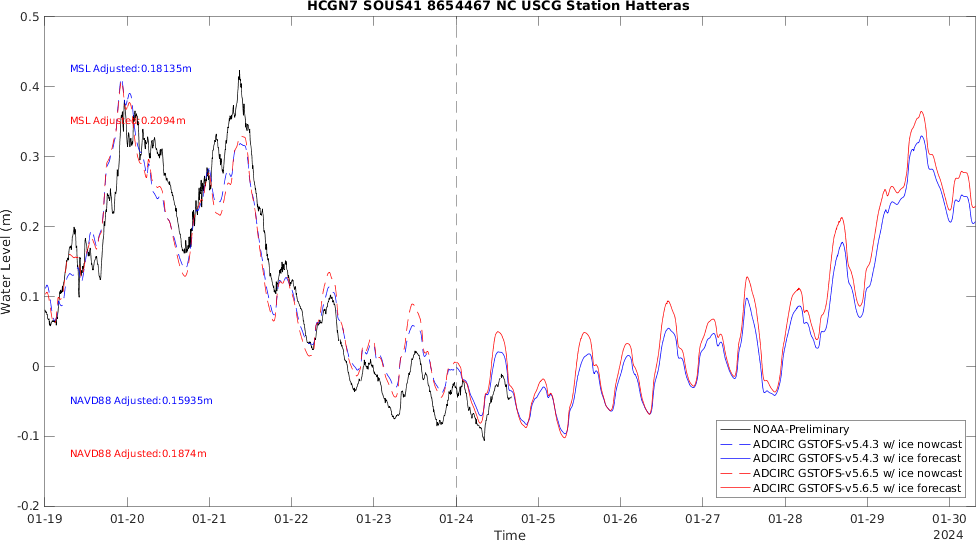 HCGN7 SOUS41 8654467 NC USCG Station Hatteras
0.5
0.4
0.3
0.2
0.1
0
-0.1
-0.2
Water Level (m)
MSL Adjusted:0.18135m
MSL Adjusted:0.2094m
NAVD88 Adjusted:0.15935m
NAVD88 Adjusted:0.1874m
NOAA-Preliminary
ADCIRC GSTOFS-v5.4.3 w/ ice nowcast
ADCIRC GSTOFS-v5.4.3 w/ ice forecast
ADCIRC GSTOFS-v5.6.5 w/ ice nowcast
ADCIRC GSTOFS-v5.6.5 w/ ice forecast
01-19 01-20 01-21 01-22 01-23 01-24 01-25 01-26 01-27 01-28 01-29 01-30
Time 2024